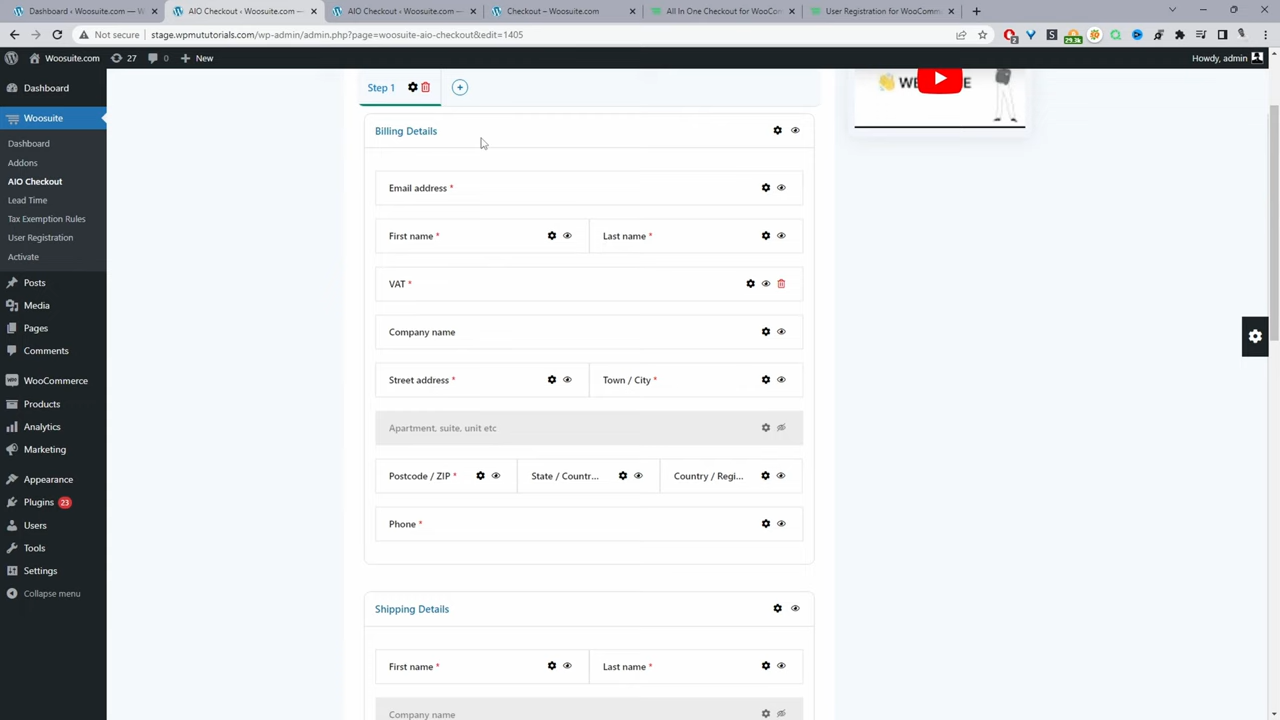 Dashboard ‹ Woosuite.com — W
AIO Checkout ‹ Woosuite.com —
AIO Checkout ‹ Woosuite.com —
Checkout – Woosuite.com
All In One Checkout for WooCom
User Registration for WooComm
Not secure
stage.wpmututorials.com/wp-admin/admin.php?page=woosuite-aio-checkout&edit=1405
Woosuite.com
27
0
New
Howdy, admin
Dashboard
Woosuite
Dashboard
Addons
AIO Checkout
Lead Time
Tax Exemption Rules
User Registration
Activate
Posts
Media
Pages
Comments
WooCommerce
Products
Analytics
Marketing
Appearance
Plugins 23
Users
Tools
Settings
Collapse menu
Step 1
Billing Details
Email address *
First name *
Last name *
VAT *
Company name
Street address *
Town / City *
Apartment, suite, unit etc
Postcode / ZIP *
State / Countr...
Country / Regi...
Phone *
Shipping Details
First name *
Last name *
Company name